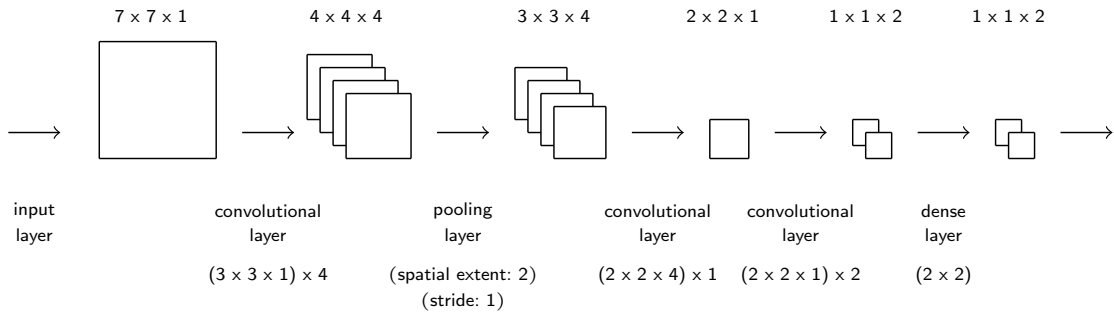 7 x 7 x 1
4 x 4 x 4
3 x 3 x 4
2 x 2 x 1
1 x 1 x 2
1 x 1 x 2
input
layer
convolutional
layer
(3 x 3 x 1) x 4
pooling
layer
(spatial extent: 2)
(stride: 1)
convolutional
layer
(2 x 2 x 4) x 1
convolutional
layer
(2 x 2 x 1) x 2
dense
layer
(2 x 2)